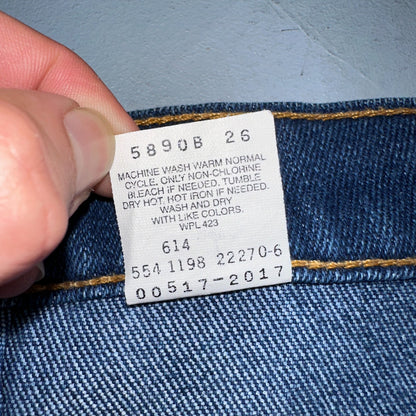 5890B 26
MACHINE WASH WARM NORMAL
CYCLE. ONLY NON-CHLORINE
BLEACH IF NEEDED. TUMBLE
DRY HOT. HOT IRON IF NEEDED.
WASH AND DRY
WITH LIKE COLORS.
WPL 423
614
554 1198 22270-6
00517-2017